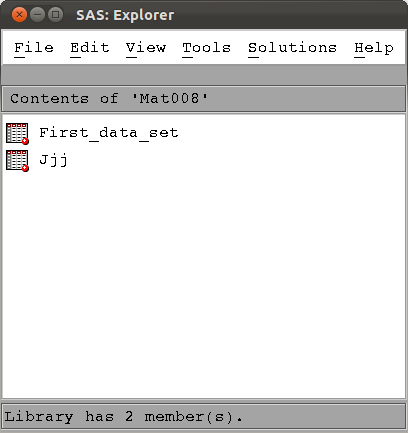 SAS: Explorer
File Edit View Tools Solutions Help
Contents of 'Mat008'
First_data_set
Jjj
Library has 2 member(s).